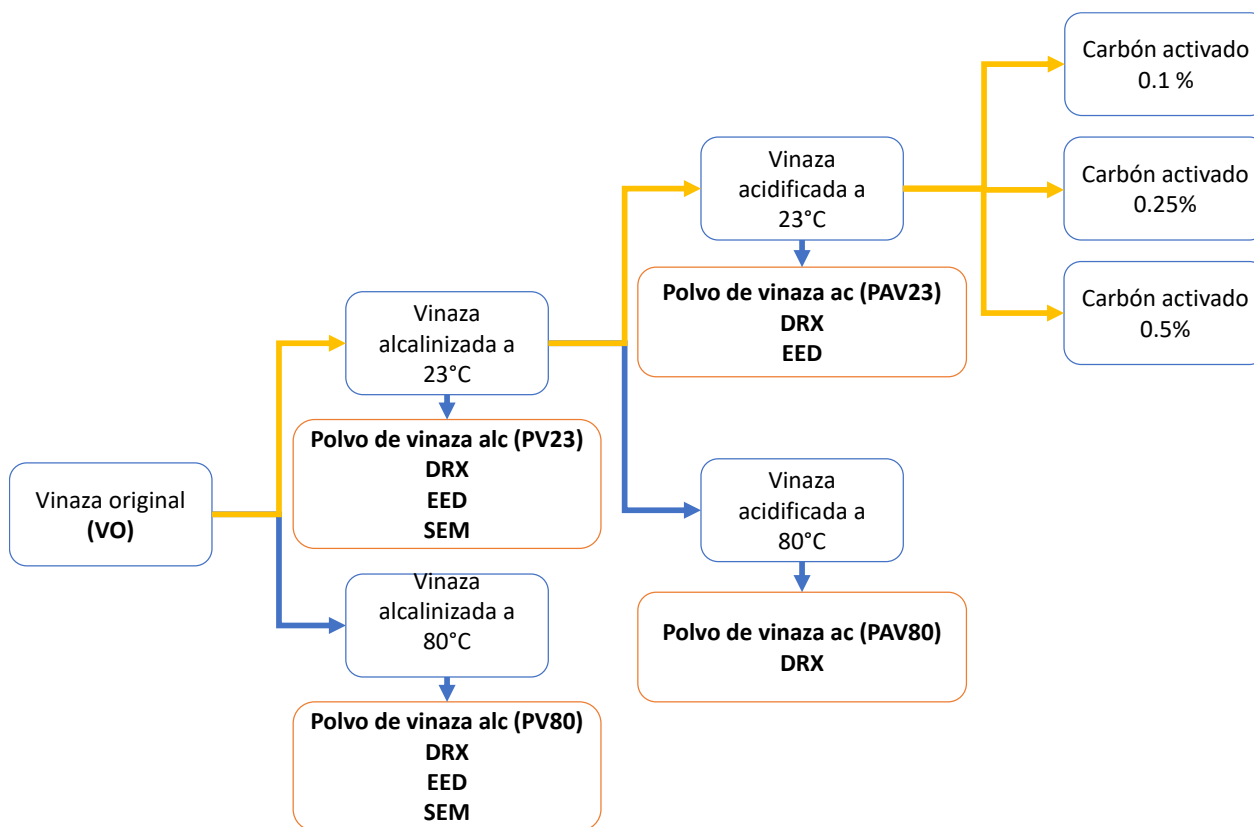 Vinaza original
(VO)
Vinaza
alcalinizada a
23°C
Polvo de vinaza alc (PV23)
DRX
EED
SEM
Vinaza
alcalinizada a
80°C
Polvo de vinaza alc (PV80)
DRX
EED
SEM
Vinaza
acidificada a
23°C
Polvo de vinaza ac (PAV23)
DRX
EED
Vinaza
acidificada a
80°C
Polvo de vinaza ac (PAV80)
DRX
Carbón activado
0.1 %
Carbón activado
0.25%
Carbón activado
0.5%